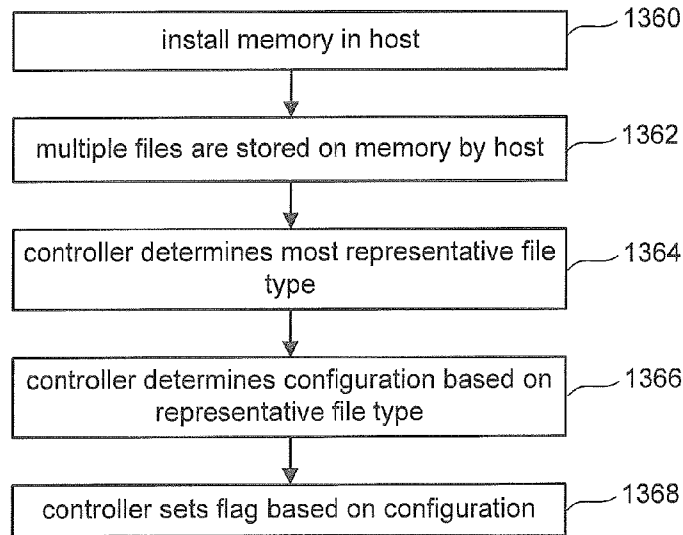 install memory in host
1360
multiple files are stored on memory by host
1362
controller determines most representative file
type
1364
controller determines configuration based on
representative file type
1366
controller sets flag based on configuration
1368